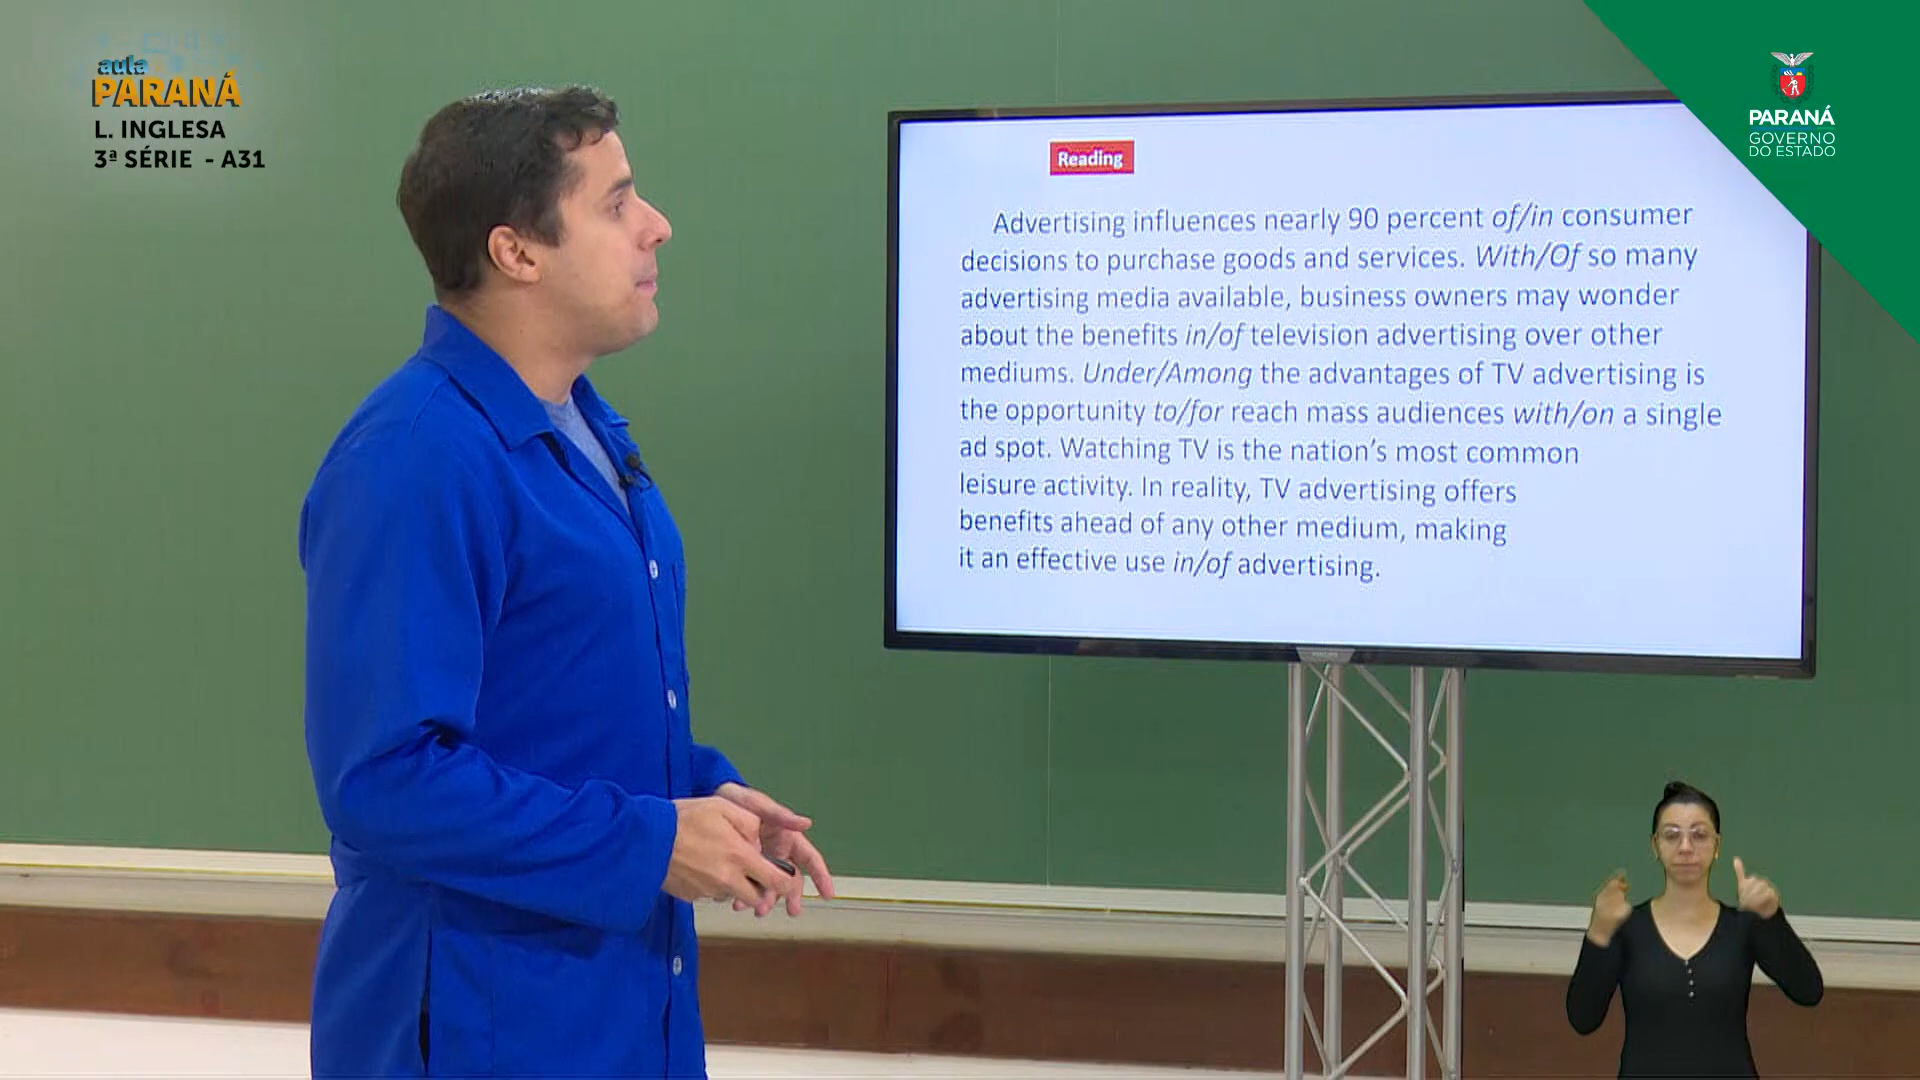 aula
PARANÁ
L. INGLESA
3ª SÉRIE - A31
PARANÁ
GOVERNO
DO ESTADO
Reading
Advertising influences nearly 90 percent of/in consumer
decisions to purchase goods and services. With/Of so many
advertising media available, business owners may wonder
about the benefits in/of television advertising over other
mediums. Under/Among the advantages of TV advertising is
the opportunity to/for reach mass audiences with/on a single
ad spot. Watching TV is the nation’s most common
leisure activity. In reality, TV advertising offers
benefits ahead of any other medium, making
it an effective use in/of advertising.